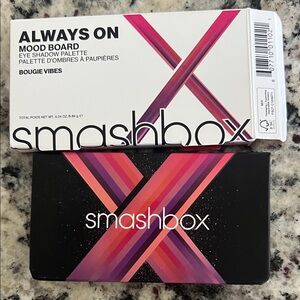 ALWAYS ON
MOOD BOARD
EYE SHADOW PALETTE
PALETTE D'OMBRES À PAUPIÈRES
BOUGIE VIBES
smashbox
smashbox